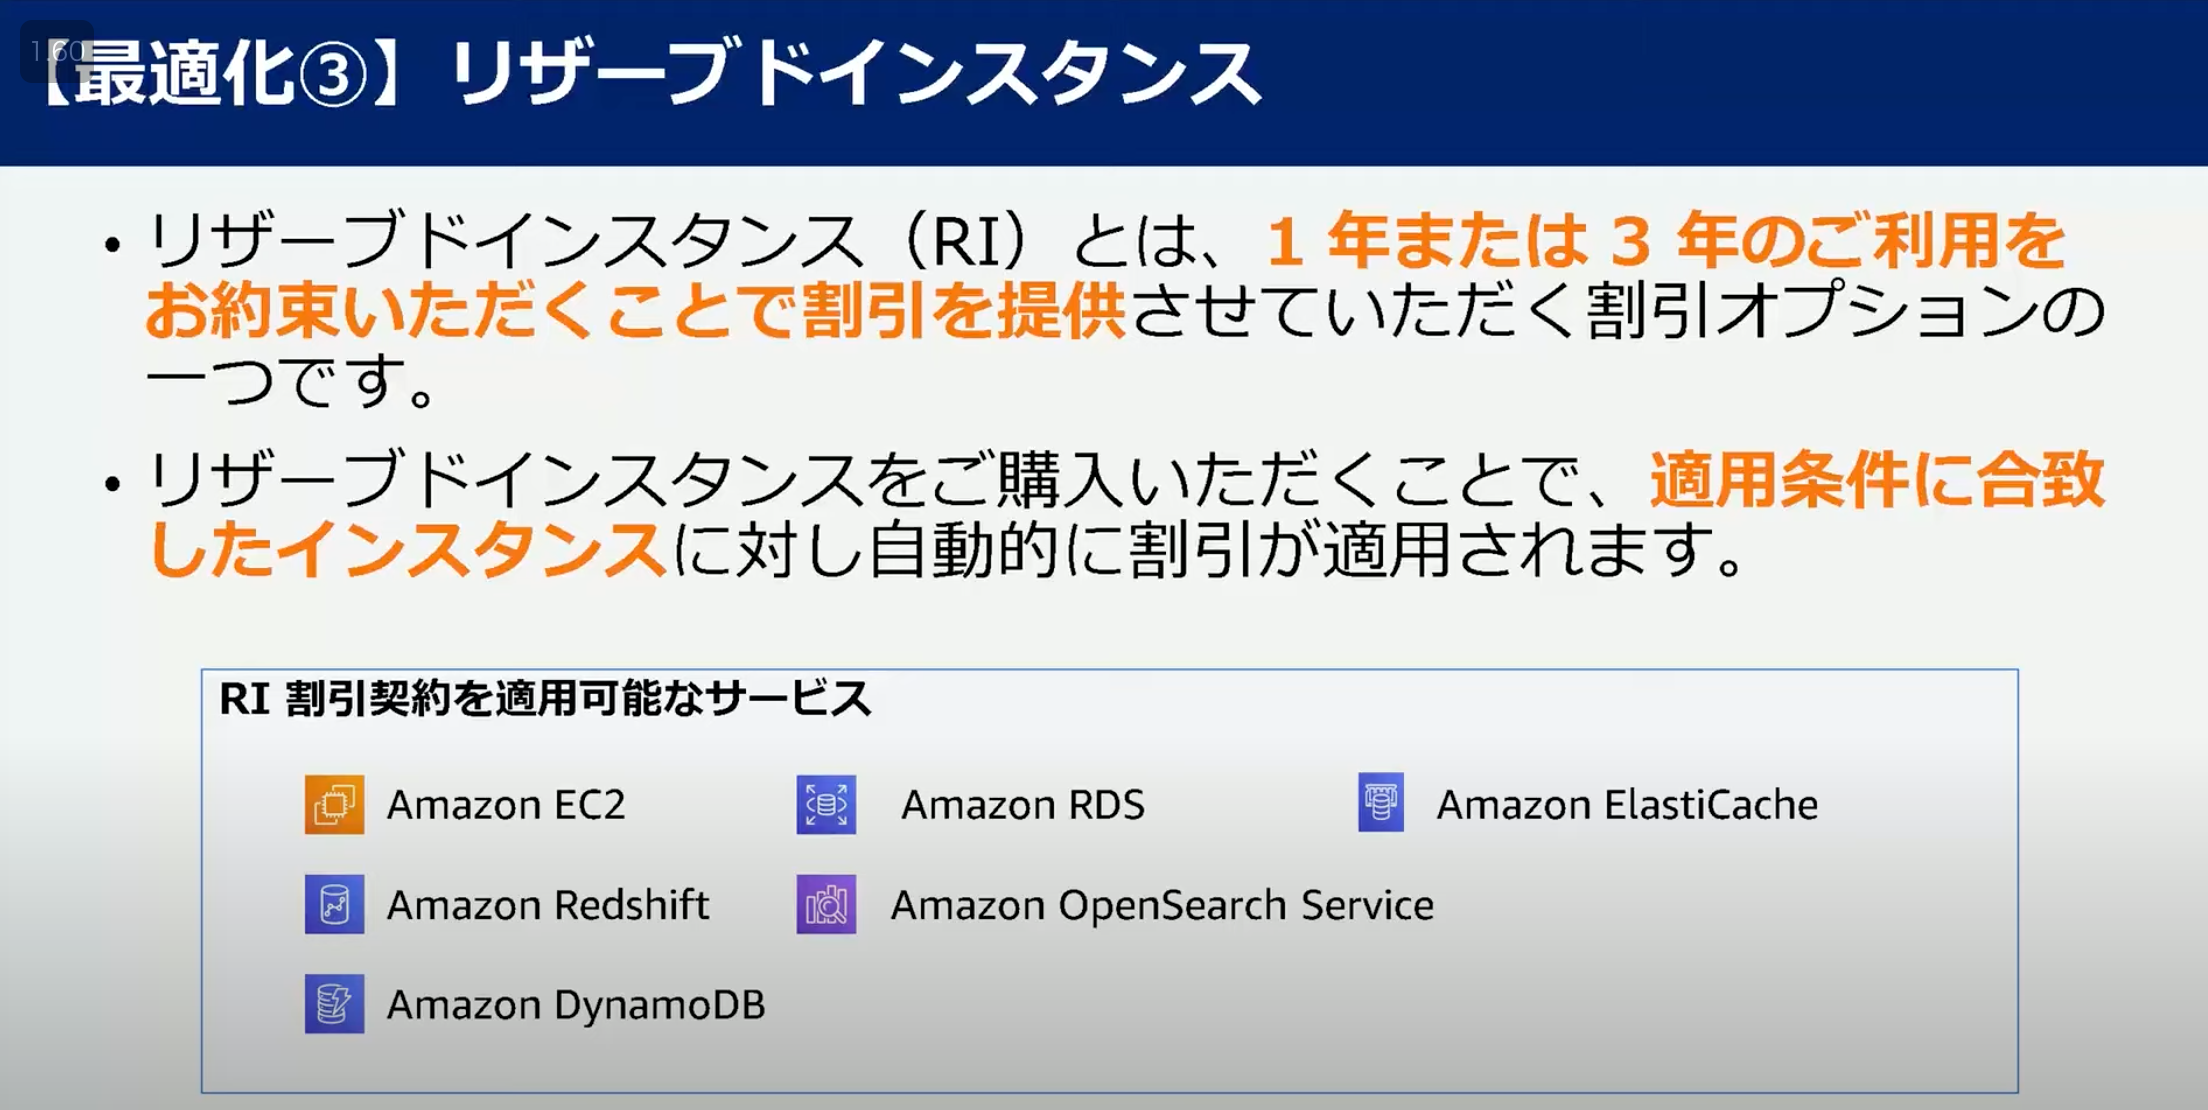 1.60
【最適化③】リザーブドインスタンス
• リザーブドインスタンス（RI）とは、1 年または 3 年のご利用を
お約束いただくことで割引を提供させていただく割引オプションの
一つです。
• リザーブドインスタンスをご購入いただくことで、適用条件に合致
したインスタンスに対し自動的に割引が適用されます。
RI 割引契約を適用可能なサービス
Amazon EC2 Amazon RDS Amazon ElastiCache
Amazon Redshift Amazon OpenSearch Service
Amazon DynamoDB